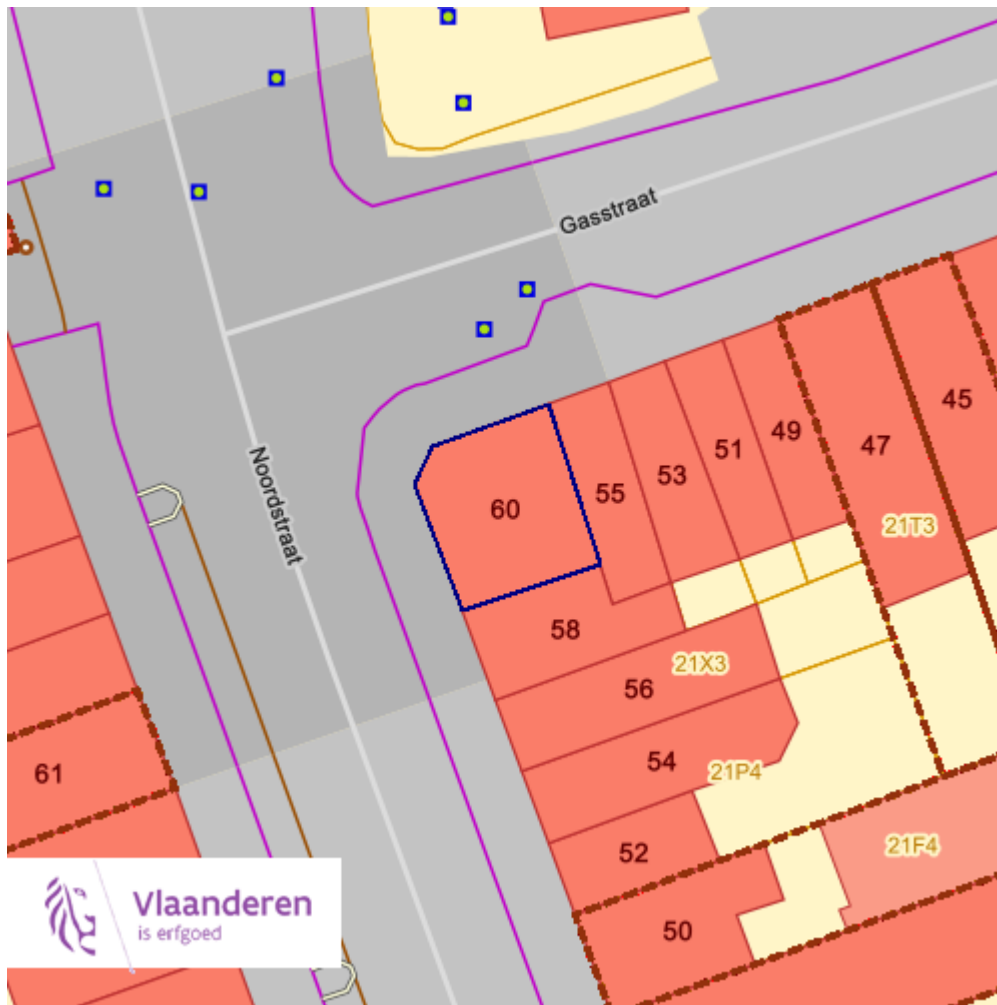 Gasstraat
Noordstraat
45
47
49
51
53
55
60
21T3
58
21X3
56
54
21P4
61
52
21F4
50
Vlaanderen
is erfgoed